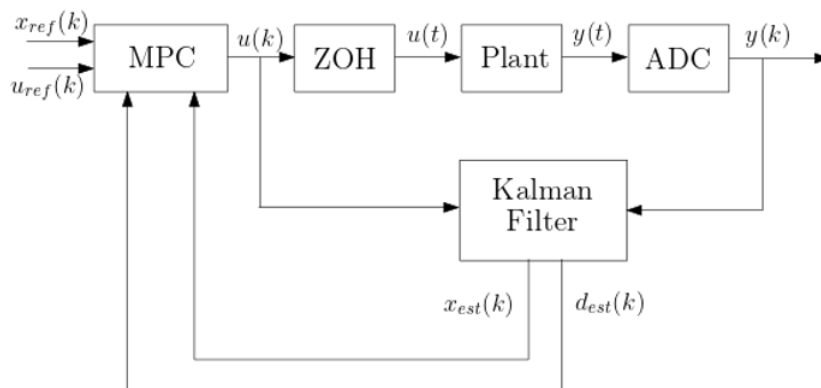 x_ref(k)
u_ref(k)
MPC
u(k)
ZOH
u(t)
Plant
y(t)
ADC
y(k)
Kalman
Filter
x_est(k)
d_est(k)